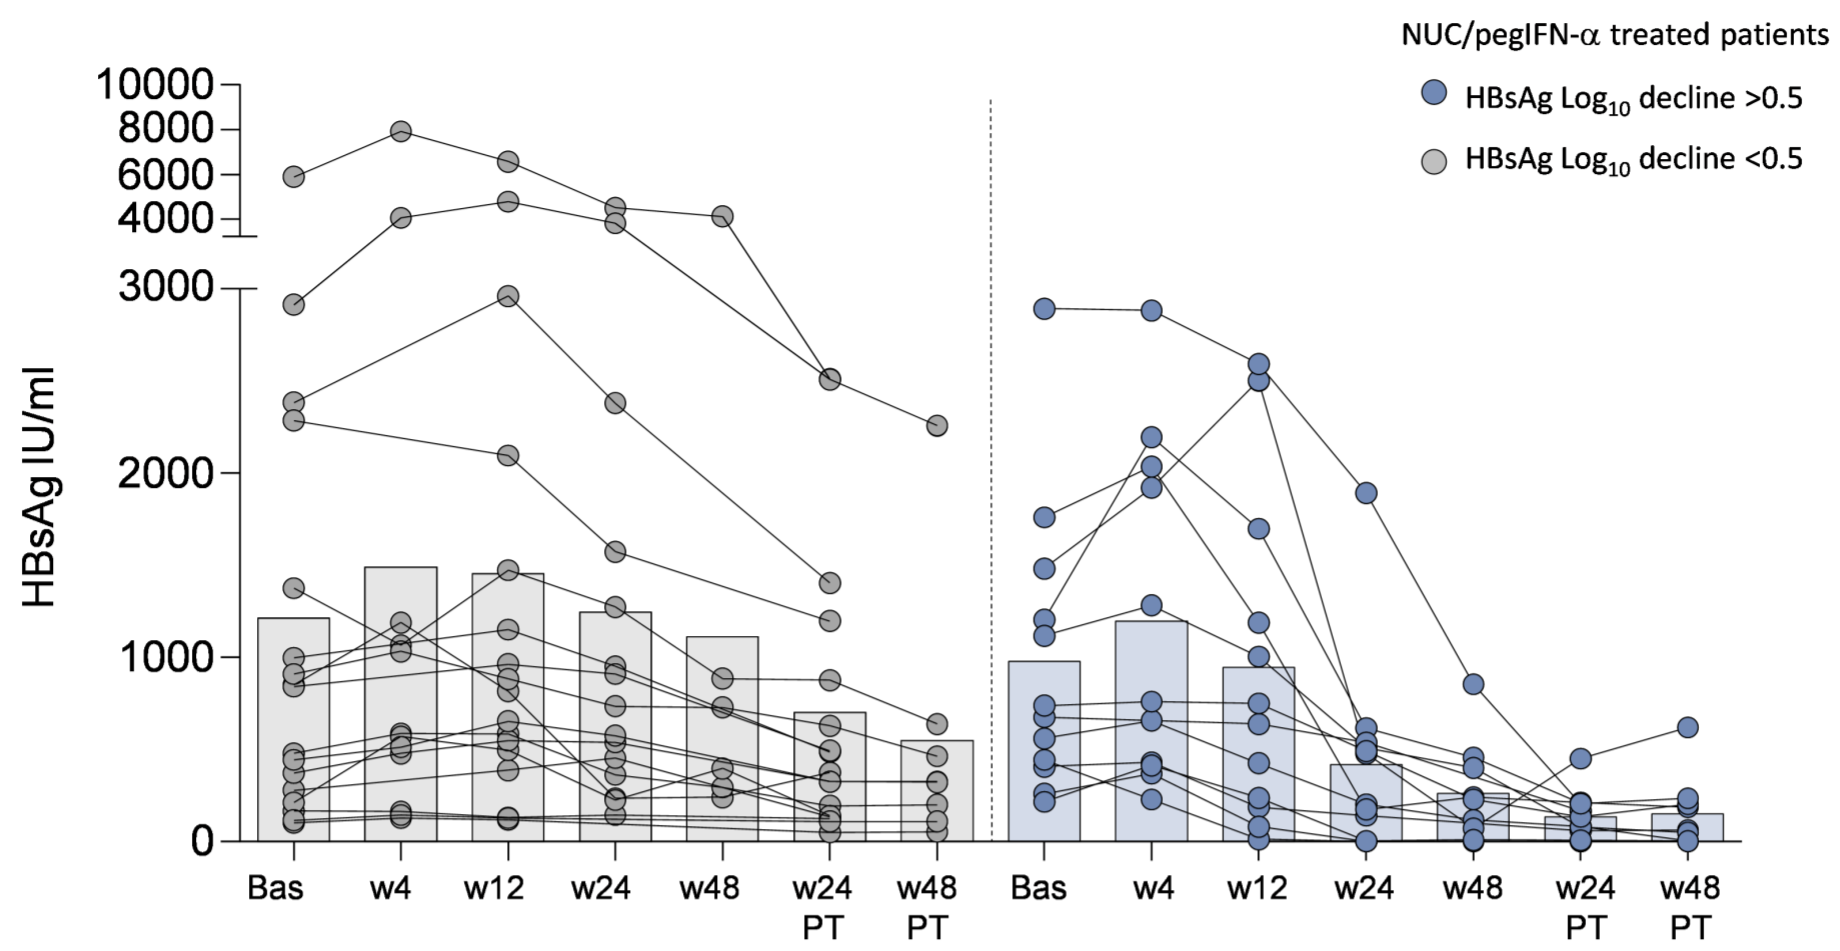 NUC/pegIFN-α treated patients
HBsAg Log10 decline >0.5
HBsAg Log10 decline <0.5
HBsAg IU/ml
10000
8000
6000
4000
3000
2000
1000
0
Bas w4 w12 w24 w48 w24 PT w48 PT
Bas w4 w12 w24 w48 w24 PT w48 PT